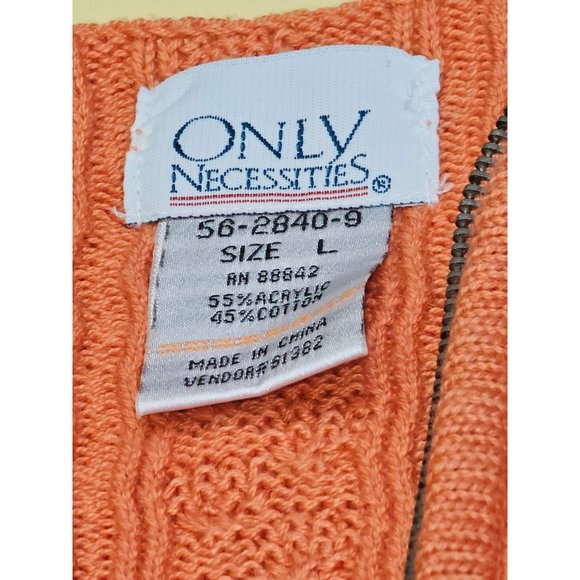 ONLY
NECESSITIES®
56-2840-9
SIZE L
RN 88842
55%ACRYLIC
45%COTTON
MADE IN CHINA
VENDOR#91382